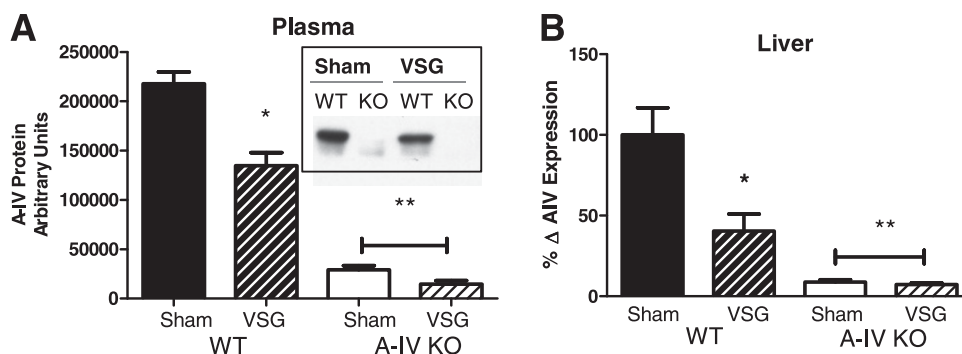 A
Plasma
A-IV Protein
Arbitrary Units
250000
200000
150000
100000
50000
0
*
**
Sham VSG
WT KO WT KO
Sham VSG Sham VSG
WT A-IV KO
B
Liver
% Δ AIV Expression
150
100
50
0
*
**
Sham VSG Sham VSG
WT A-IV KO